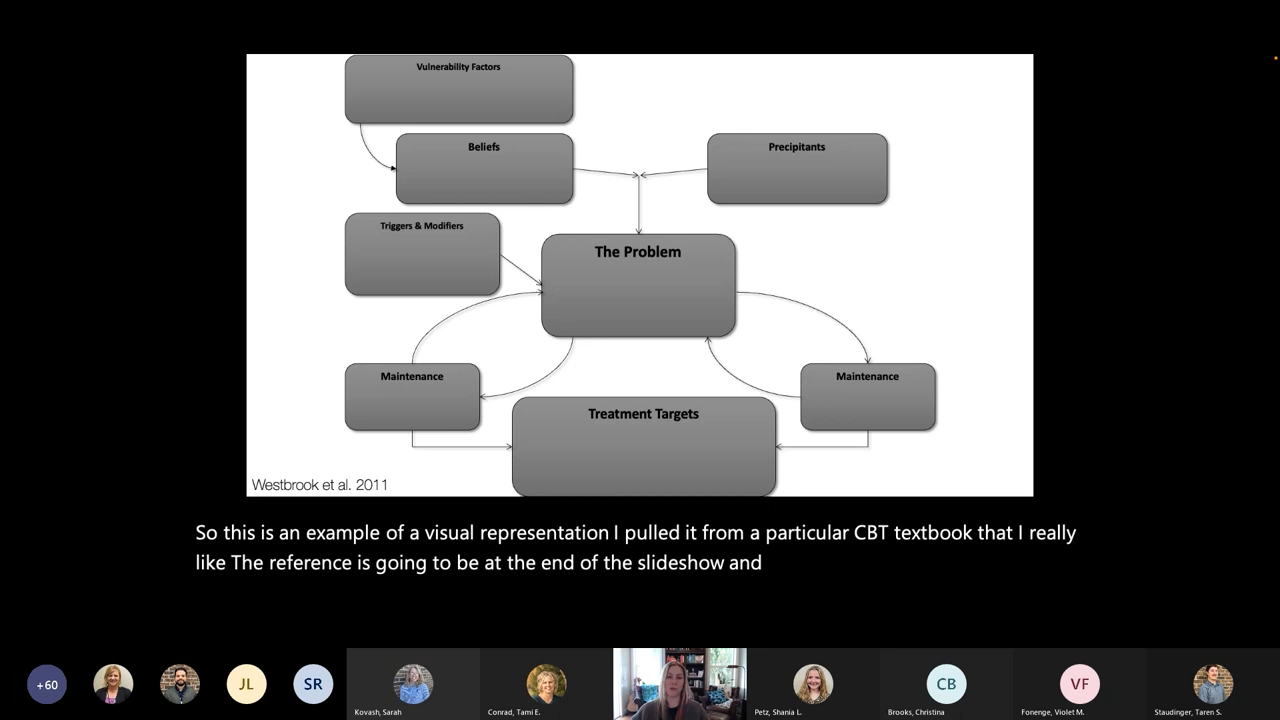 Vulnerability Factors
Beliefs
Precipitants
Triggers & Modifiers
The Problem
Maintenance
Maintenance
Treatment Targets
Westbrook et al. 2011
So this is an example of a visual representation I pulled it from a particular CBT textbook that I really
like The reference is going to be at the end of the slideshow and
+60
JL
SR
CB
VF
Kovash, Sarah
Conrad, Tami E.
Petz, Shania L.
Brooks, Christina
Fonenge, Violet M.
Staudinger, Taren S.